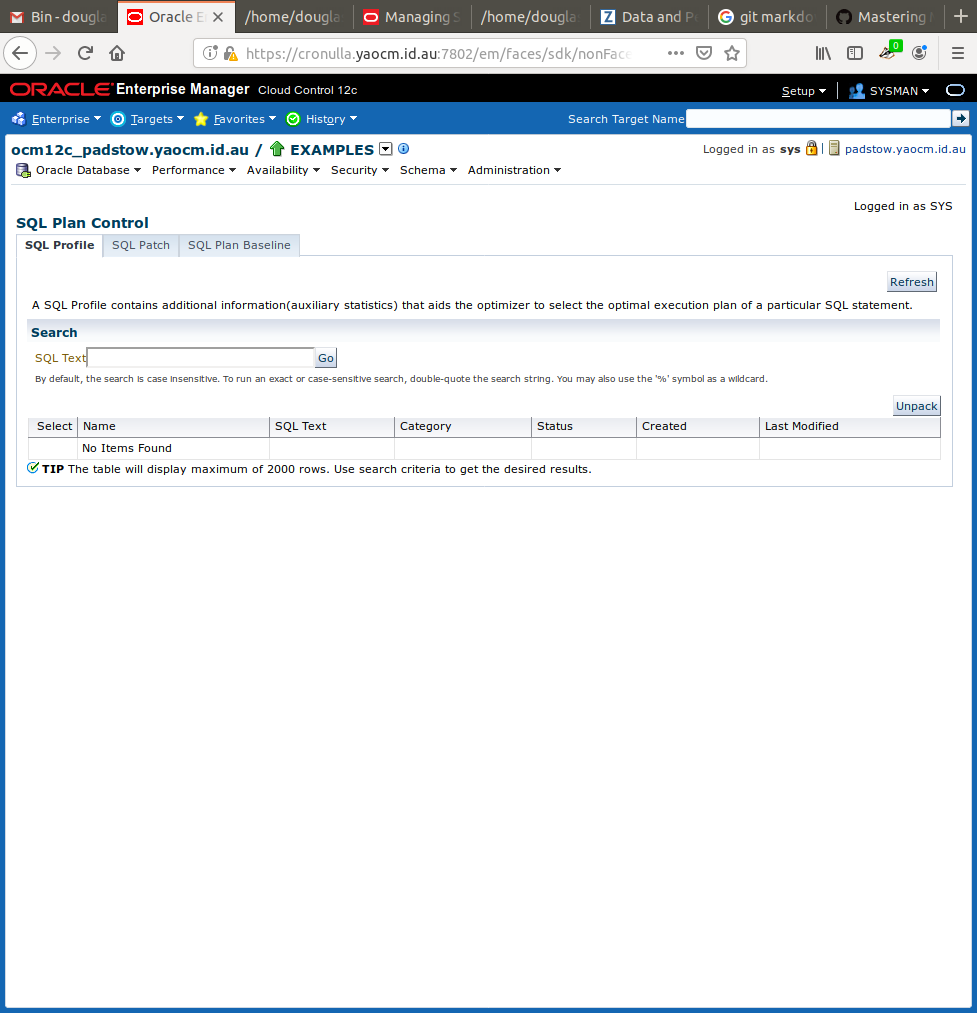 Bin - dougla Oracle E /home/dougla Managing S /home/dougla Data and P git markdo Mastering
https://cronulla.yaocm.id.au:7802/em/faces/sdk/nonFace 0
ORACLE Enterprise Manager Cloud Control 12c Setup SYSMAN
Enterprise Targets Favorites History Search Target Name
ocm12c_padstow.yaocm.id.au / EXAMPLES Logged in as sys padstow.yaocm.id.au
Oracle Database Performance Availability Security Schema Administration
Logged in as SYS
SQL Plan Control
SQL Profile SQL Patch SQL Plan Baseline
Refresh
A SQL Profile contains additional information(auxiliary statistics) that aids the optimizer to select the optimal execution plan of a particular SQL statement.
Search
SQL Text Go
By default, the search is case insensitive. To run an exact or case-sensitive search, double-quote the search string. You may also use the '%' symbol as a wildcard.
Unpack
Select Name SQL Text Category Status Created Last Modified
No Items Found
TIP The table will display maximum of 2000 rows. Use search criteria to get the desired results.